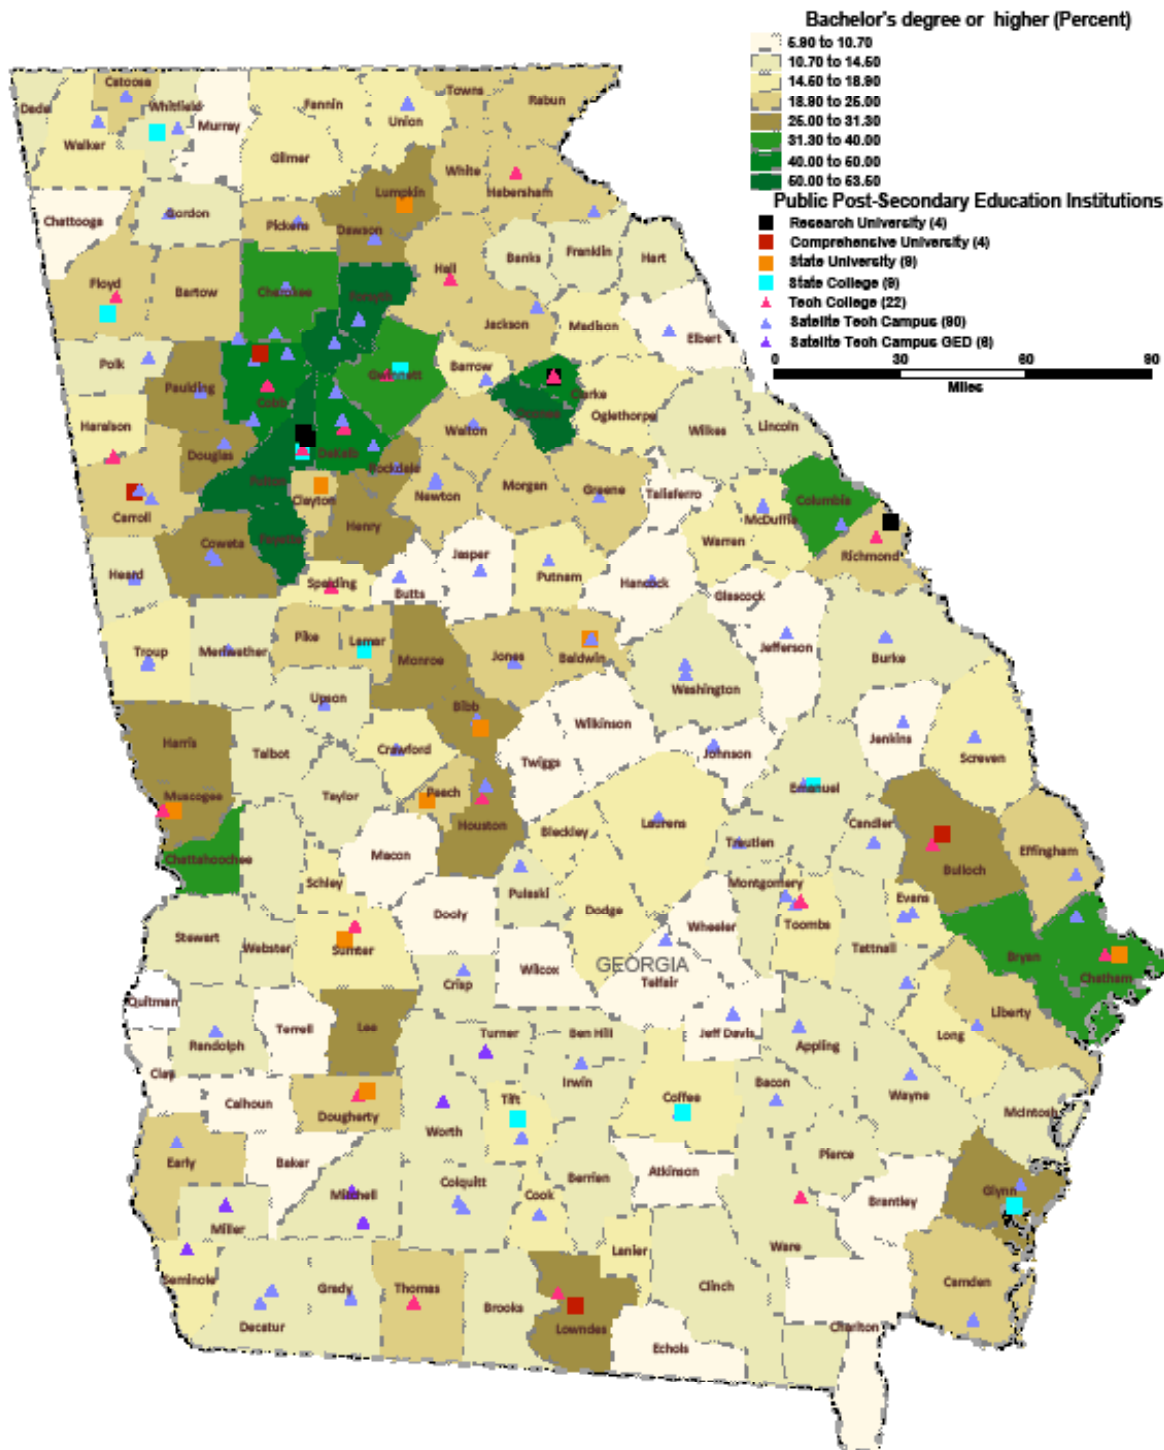 Bachelor's degree or higher (Percent)
5.90 to 10.70
10.70 to 14.50
14.50 to 18.90
18.90 to 25.00
25.00 to 31.30
31.30 to 40.00
40.00 to 50.00
50.00 to 53.50
Public Post-Secondary Education Institutions
Research University (4)
Comprehensive University (4)
State University (9)
State College (9)
Tech College (22)
Satelite Tech Campus (90)
Satelite Tech Campus GED (6)
0 30 60 90
Miles
Dade Catoosa Whitfield Murray Fannin Union Towns Rabun
Walker Gilmer White Habersham
Lumpkin
Chattooga Gordon Pickens Dawson
Banks Franklin Hart
Floyd Bartow Cherokee Forsyth Hall
Jackson Madison Elbert
Polk Paulding Cobb Gwinnett Barrow Clarke
Oconee Oglethorpe
Haralson Douglas DeKalb Walton Wilkes Lincoln
Rockdale
Fulton Clayton Newton Morgan Greene Taliaferro Columbia
Carroll Henry McDuffie
Coweta Fayette Jasper Warren Richmond
Heard Spalding Butts Putnam Hancock
Glascock
Troup Meriwether Pike Lamar Monroe Jones Baldwin Jefferson Burke
Washington
Upson Bibb Wilkinson Jenkins
Harris Talbot Crawford Twiggs Johnson Screven
Muscogee Taylor Peach Emanuel
Houston Bleckley Laurens Candler
Chattahoochee Macon Treutlen Effingham
Schley Pulaski Montgomery Bulloch
Dooly Dodge Wheeler Toombs Evans
Stewart Webster Sumter Tattnall Bryan
GEORGIA
Wilcox Telfair Chatham
Quitman Crisp Liberty
Terrell Lee Turner Ben Hill Jeff Davis Appling Long
Randolph
Clay Irwin
Calhoun Dougherty Tift Coffee Bacon Wayne
McIntosh
Worth
Early Baker Pierce
Mitchell Colquitt Berrien Atkinson Brantley Glynn
Miller Cook
Lanier Ware
Seminole Grady Thomas Clinch Camden
Decatur Brooks Lowndes
Echols Charlton